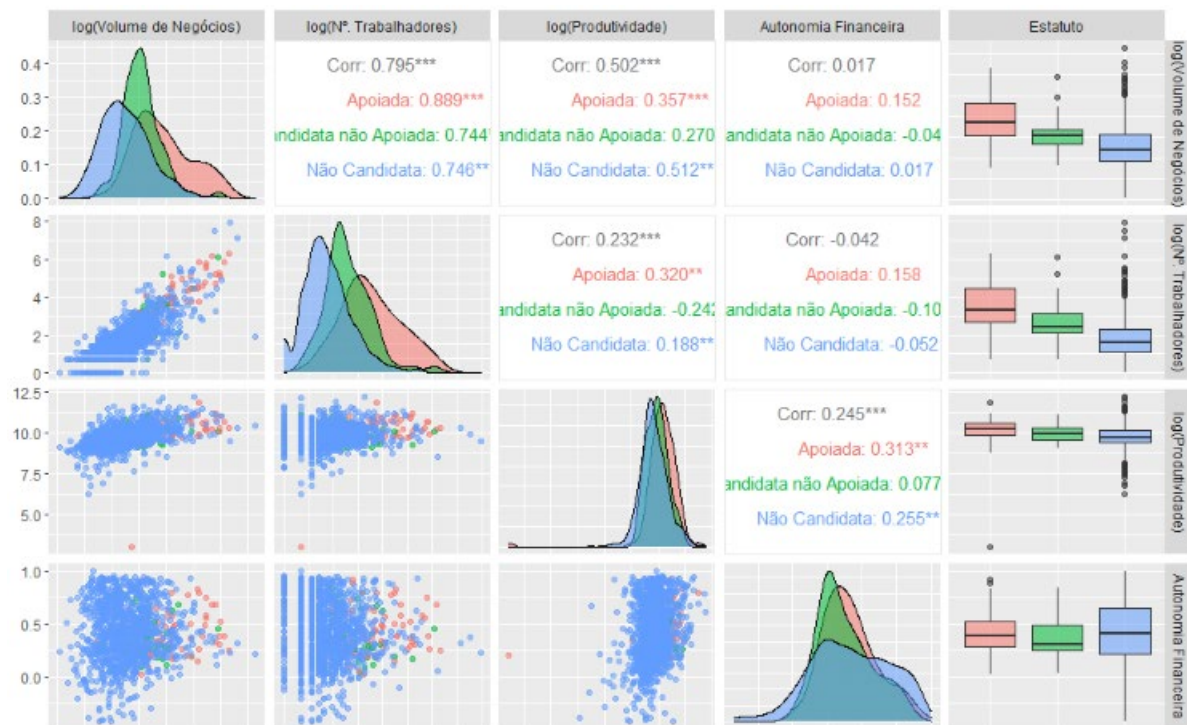 log(Volume de Negócios)
log(Nº. Trabalhadores)
log(Produtividade)
Autonomia Financeira
Estatuto
0.4
0.3
0.2
0.1
0.0
Corr: 0.795***
Apoiada: 0.889***
andidata não Apoiada: 0.744*
Não Candidata: 0.746**
Corr: 0.502***
Apoiada: 0.357***
andidata não Apoiada: 0.270
Não Candidata: 0.512**
Corr: 0.017
Apoiada: 0.152
andidata não Apoiada: -0.04
Não Candidata: 0.017
log(Volume de Negócios)
8
6
4
2
0
Corr: 0.232***
Apoiada: 0.320**
andidata não Apoiada: -0.242
Não Candidata: 0.188**
Corr: -0.042
Apoiada: 0.158
andidata não Apoiada: -0.10
Não Candidata: -0.052
log(Nº. Trabalhadores)
12.5
10.0
7.5
5.0
Corr: 0.245***
Apoiada: 0.313**
andidata não Apoiada: 0.077
Não Candidata: 0.255**
log(Produtividade)
1.0
0.5
0.0
Autonomia Financeira